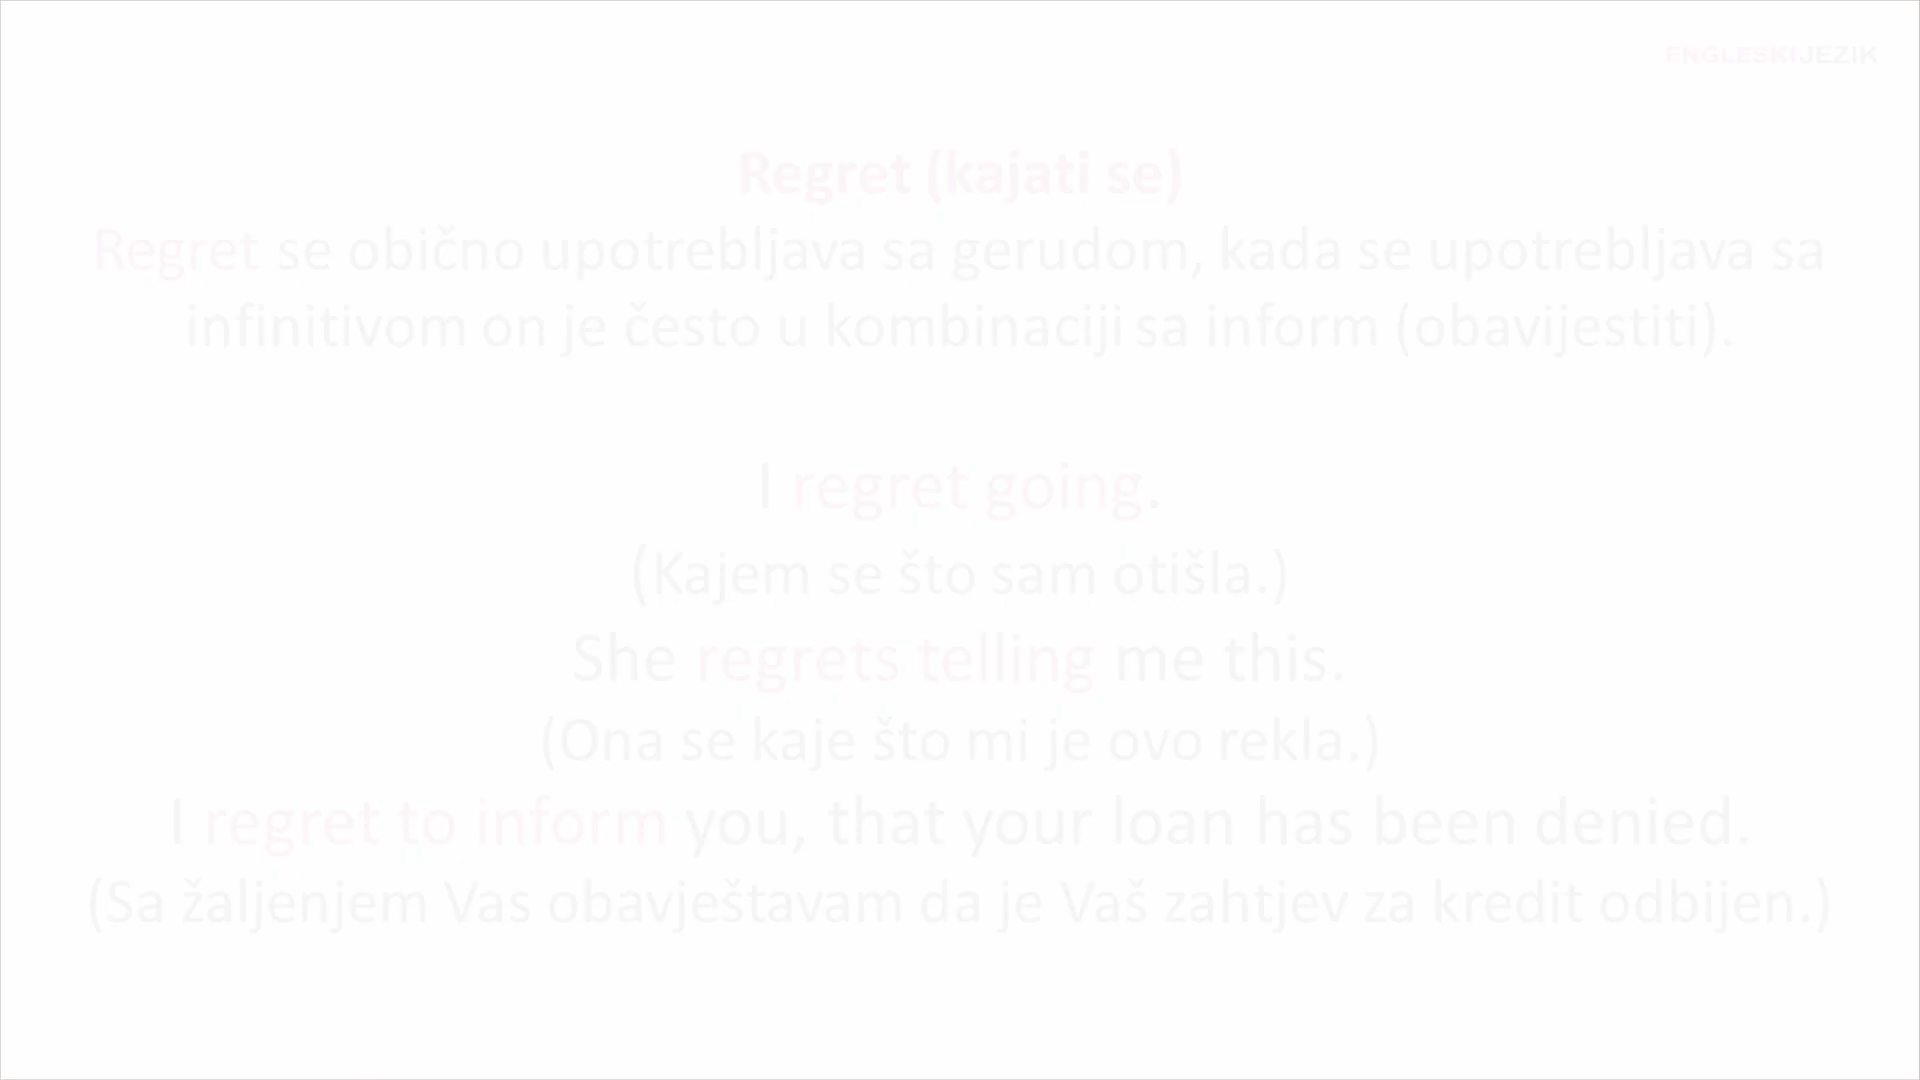 ENGLESKIJEZIK
Regret (kajati se)
Regret se obično upotrebljava sa gerudom, kada se upotrebljava sa
infinitivom on je često u kombinaciji sa inform (obavijestiti).
I regret going.
(Kajem se što sam otišla.)
She regrets telling me this.
(Ona se kaje što mi je ovo rekla.)
I regret to inform you, that your loan has been denied.
(Sa žaljenjem Vas obavještavam da je Vaš zahtjev za kredit odbijen.)